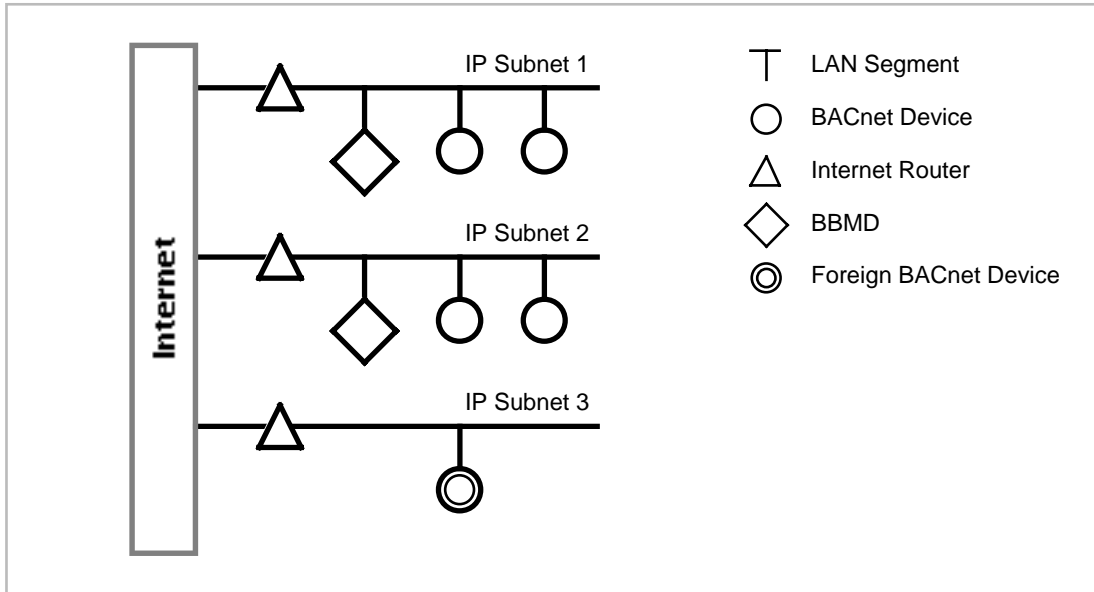 Internet
IP Subnet 1
IP Subnet 2
IP Subnet 3
LAN Segment
BACnet Device
Internet Router
BBMD
Foreign BACnet Device